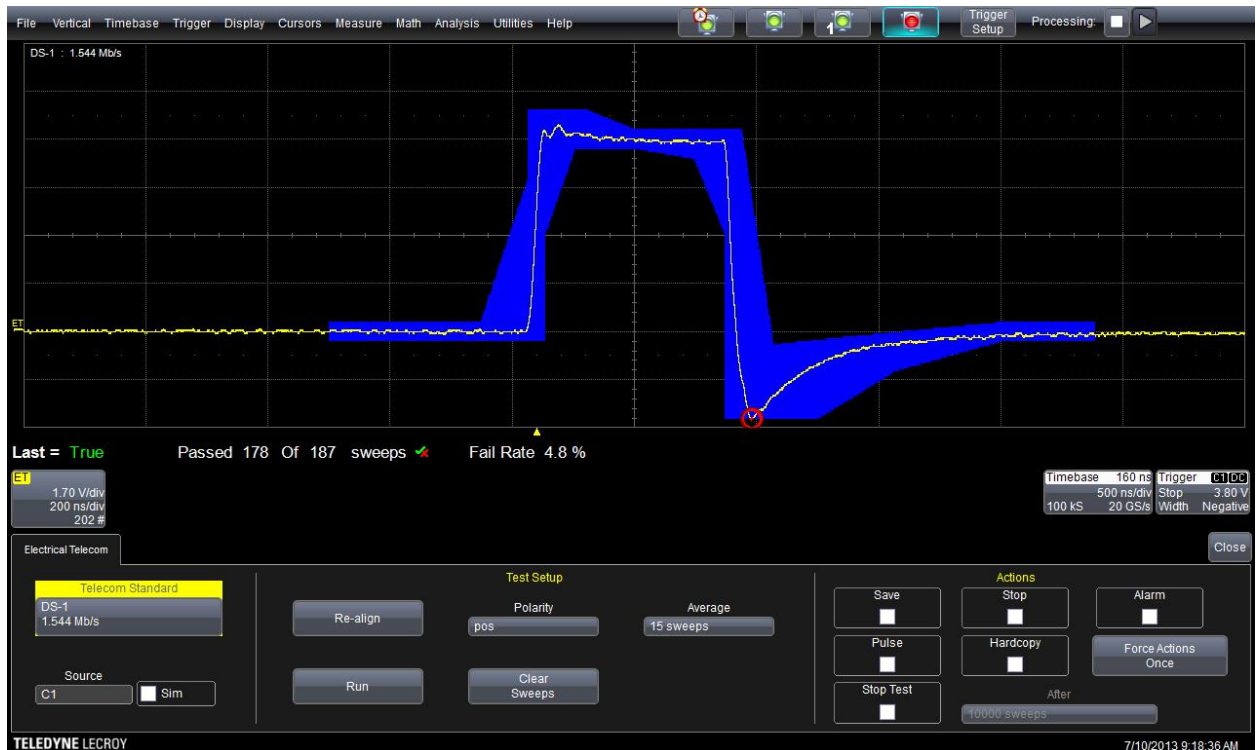 File Vertical Timebase Trigger Display Cursors Measure Math Analysis Utilities Help 1 Trigger Setup Processing:
DS-1 : 1.544 Mb/s
ET
Last = True Passed 178 Of 187 sweeps Fail Rate 4.8 %
ET
1.70 V/div
200 ns/div
202 #
Timebase 160 ns
500 ns/div
100 kS 20 GS/s
Trigger C1 DC
Stop 3.80 V
Width Negative
Electrical Telecom
Close
Telecom Standard
DS-1
1.544 Mb/s
Source
C1
Sim
Test Setup
Re-align
Polarity
pos
Average
15 sweeps
Run
Clear
Sweeps
Actions
Save
Stop
Alarm
Pulse
Hardcopy
Force Actions
Once
Stop Test
After
10000 sweeps
TELEDYNE LECROY
7/10/2013 9:18:36 AM